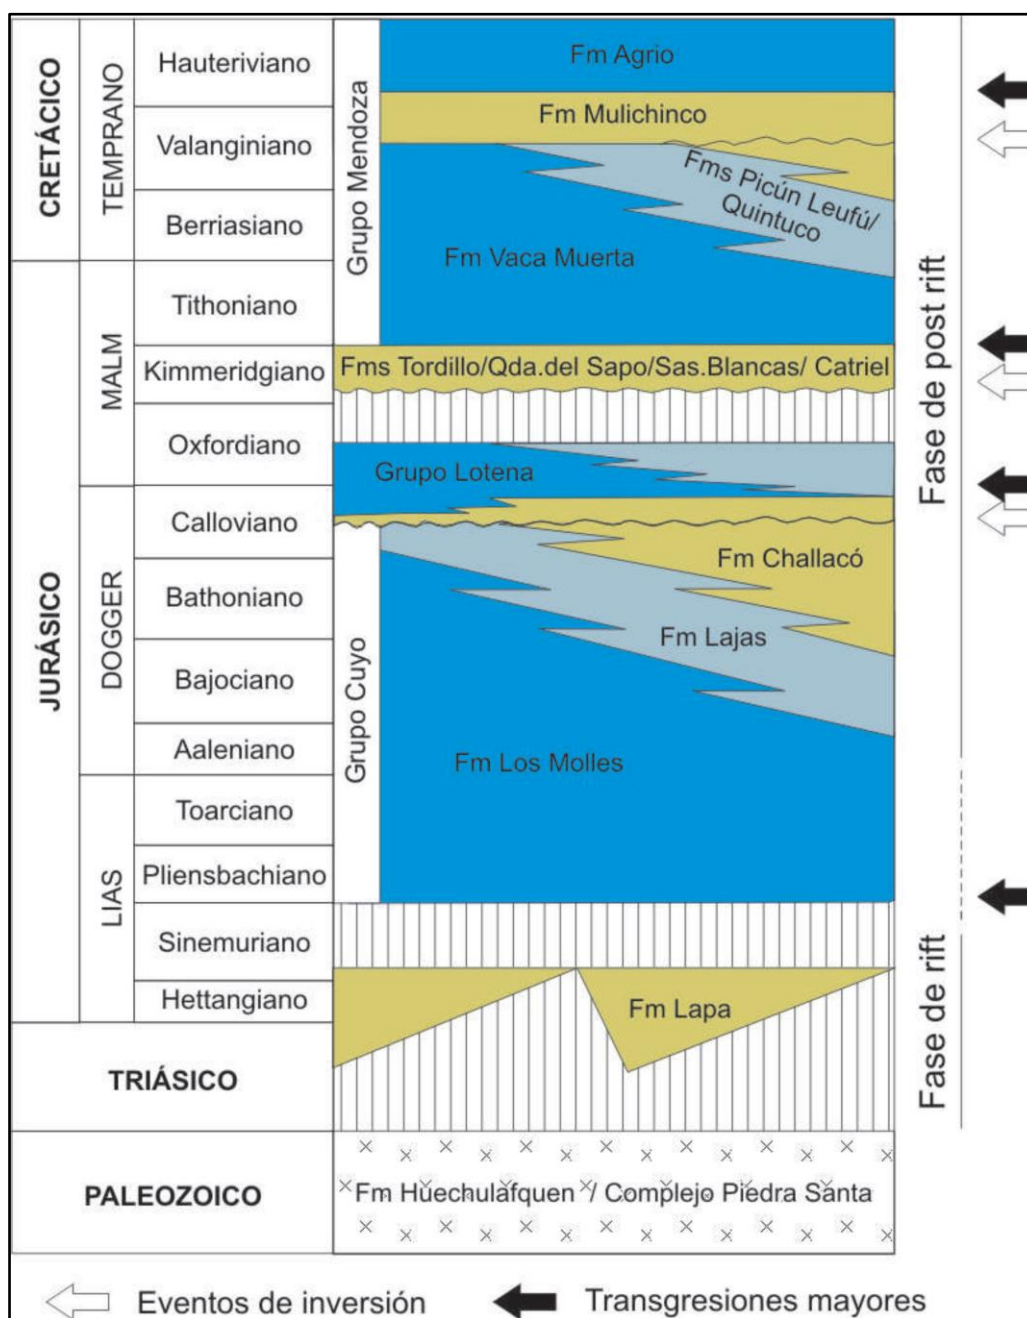 CRETÁCICO
TEMPRANO
Hauteriviano
Valanginiano
Berriasiano
JURÁSICO
MALM
Tithoniano
Kimmeridgiano
Oxfordiano
DOGGER
Calloviano
Bathoniano
Bajociano
Aaleniano
LIAS
Toarciano
Pliensbachiano
Sinemuriano
Hettangiano
TRIÁSICO
PALEOZOICO
Grupo Mendoza
Fm Agrio
Fm Mulichinco
Fms Picún Leufú/
Quintuco
Fm Vaca Muerta
Fms Tordillo/Qda.del Sapo/Sas.Blancas/ Catriel
Grupo Lotena
Grupo Cuyo
Fm Challacó
Fm Lajas
Fm Los Molles
Fm Lapa
Fm Huechulafquen / Complejo Piedra Santa
Fase de post rift
Fase de rift
Eventos de inversión
Transgresiones mayores